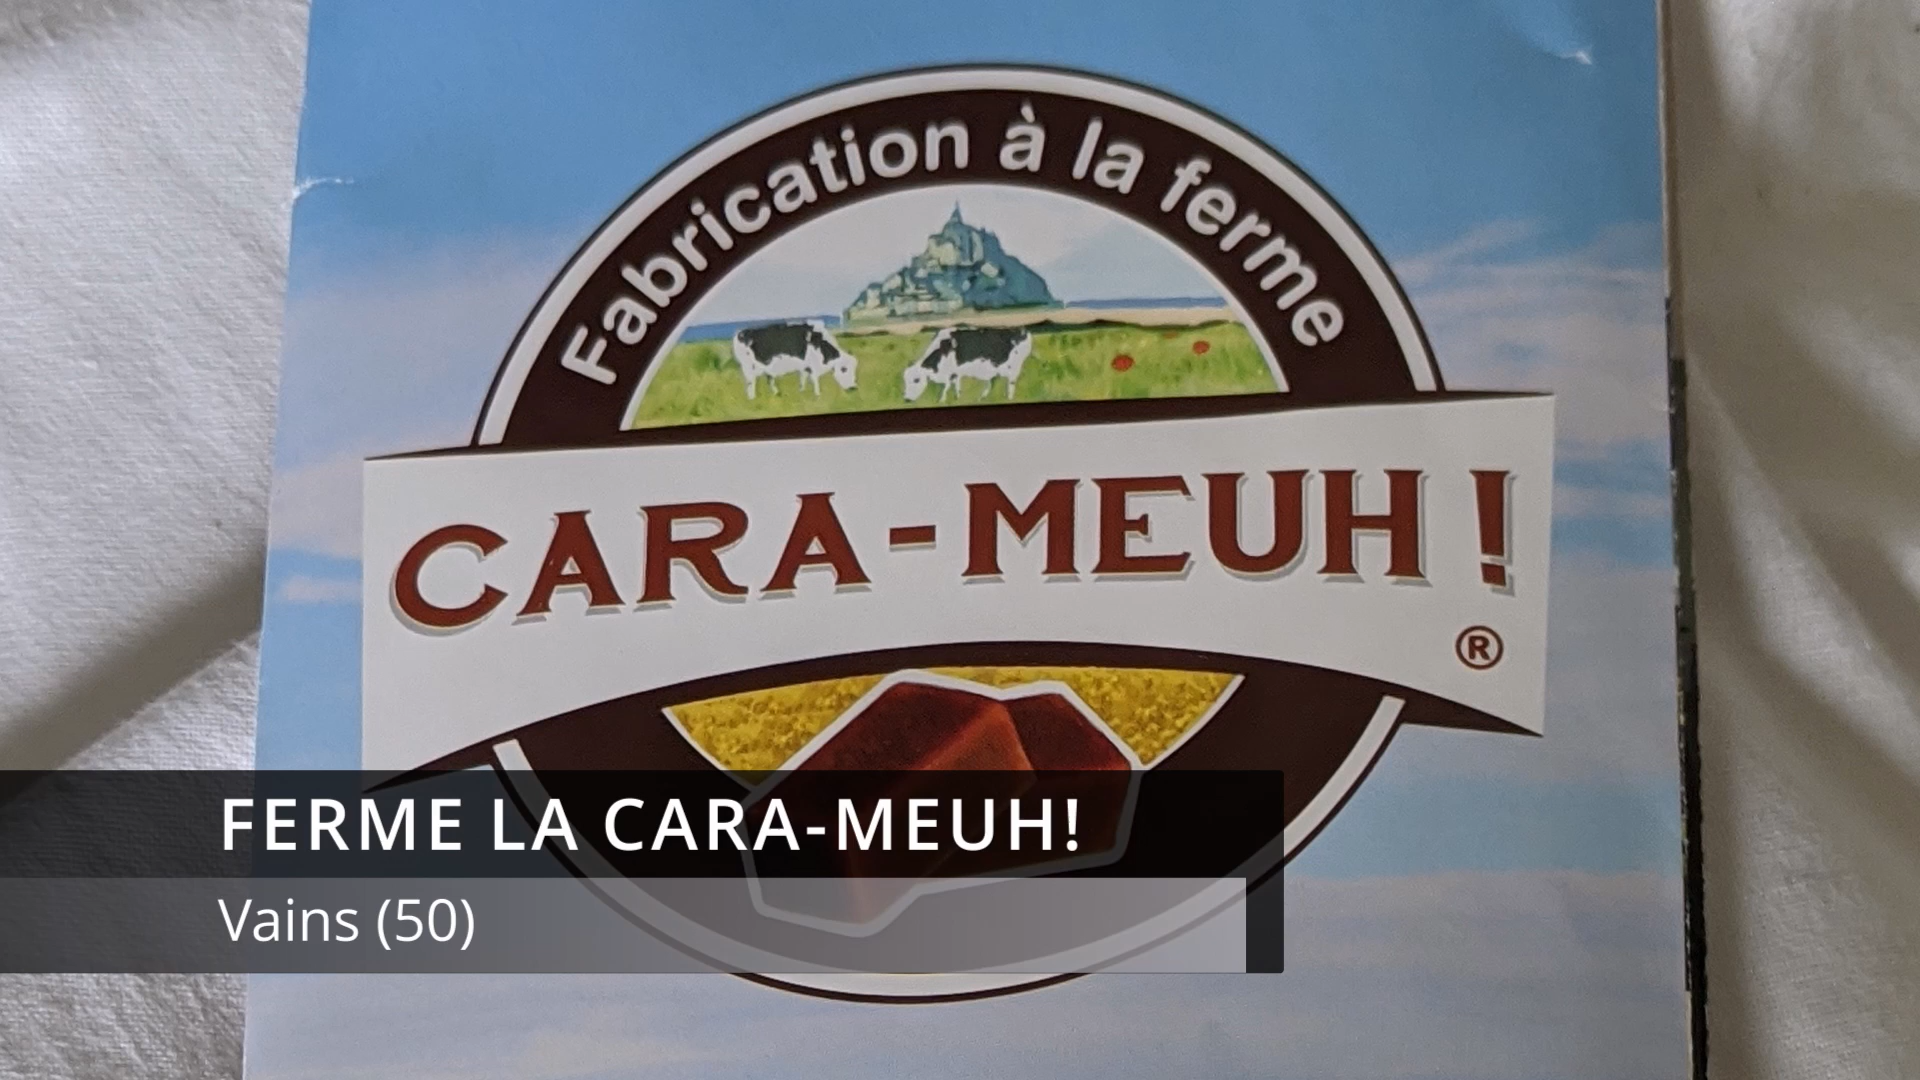 Fabrication à la ferme
CARA-MEUH !
®
FERME LA CARA-MEUH!
Vains (50)